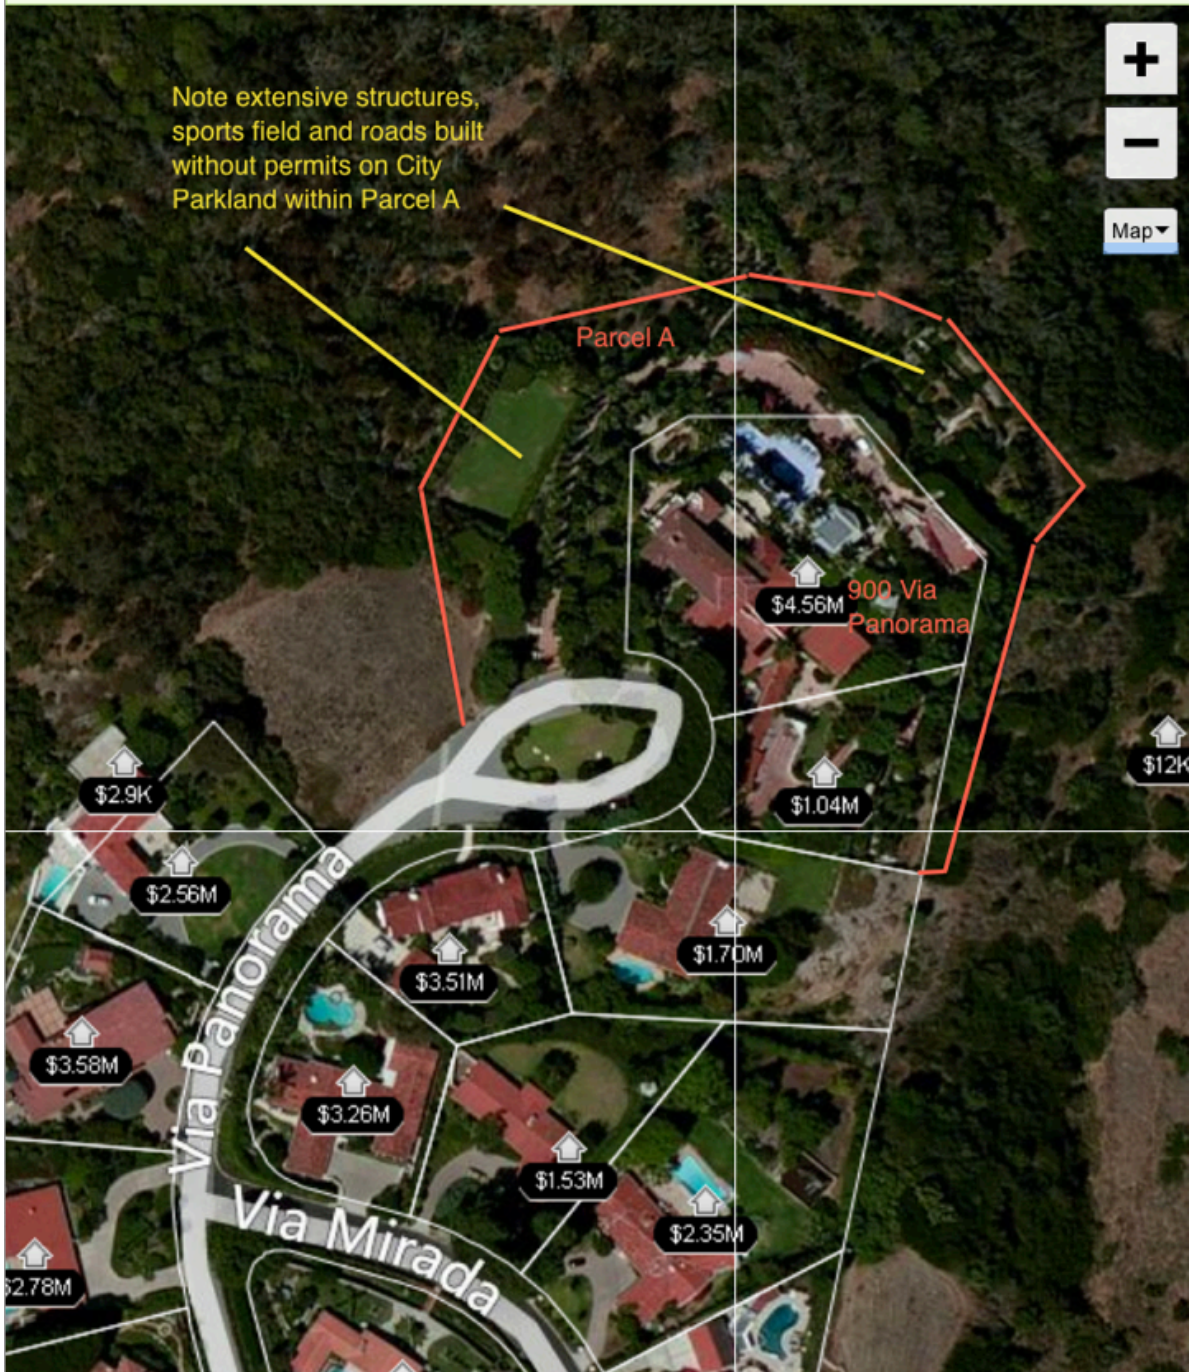 +
Note extensive structures,
sports field and roads built
without permits on City
Parkland within Parcel A
−
Map
Parcel A
$4.56M
900 Via
Panorama
$12K
$2.9K
$1.04M
$2.56M
Via Panorama
$3.51M
$1.70M
$3.58M
$3.26M
$1.53M
Via Mirada
$2.35M
$2.78M